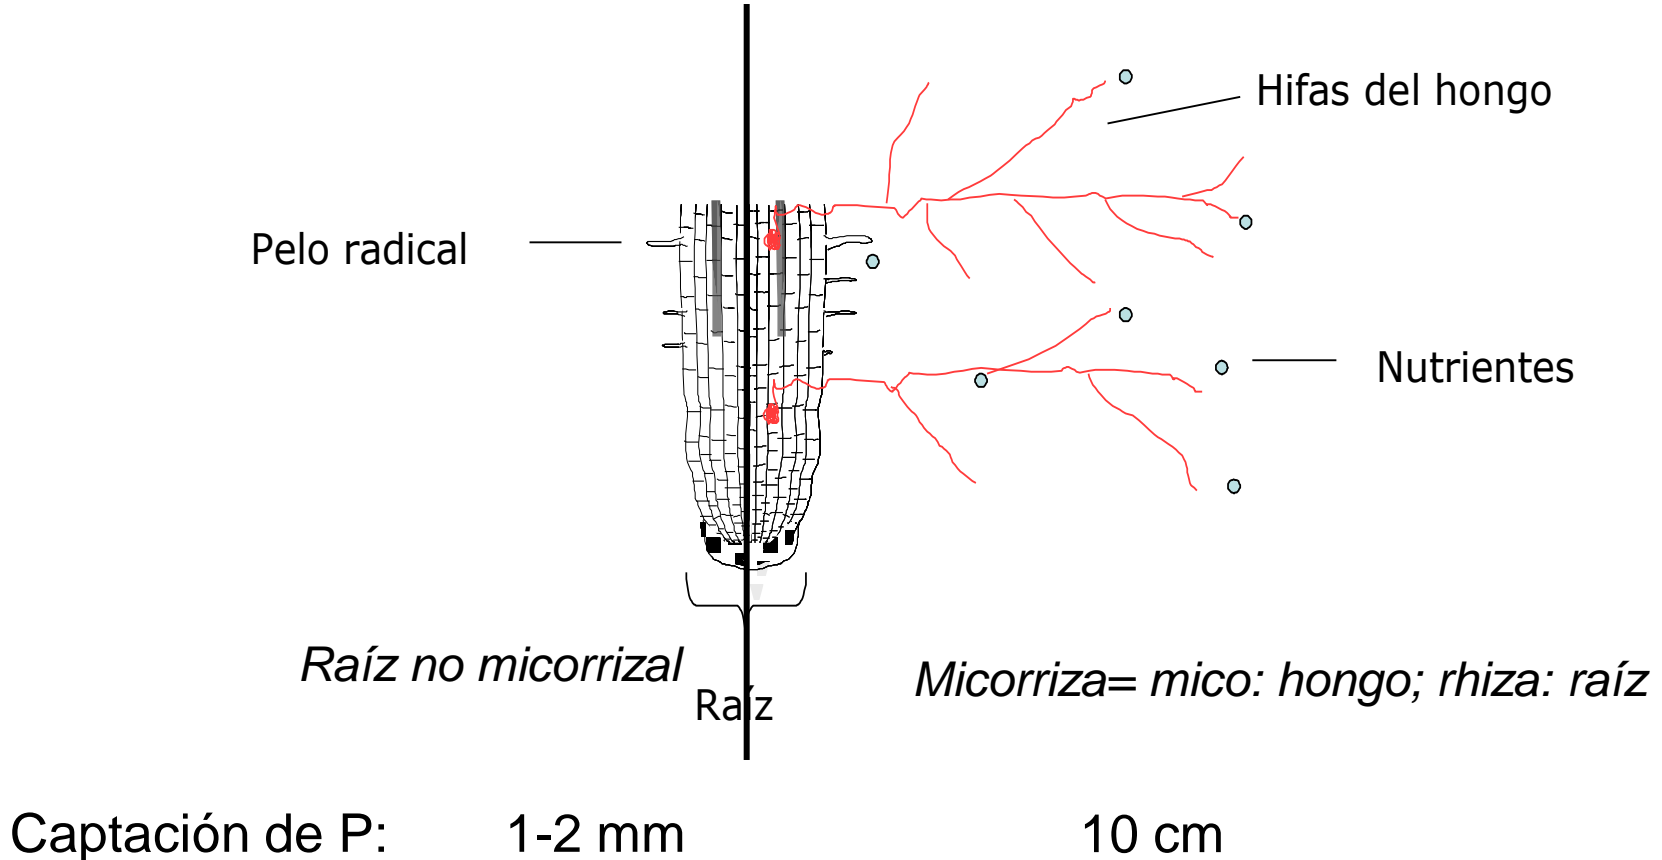 Hifas del hongo
Pelo radical
Nutrientes
Raíz no micorrizal
Micorriza= mico: hongo; rhiza: raíz
Raíz
Captación de P: 1-2 mm 10 cm